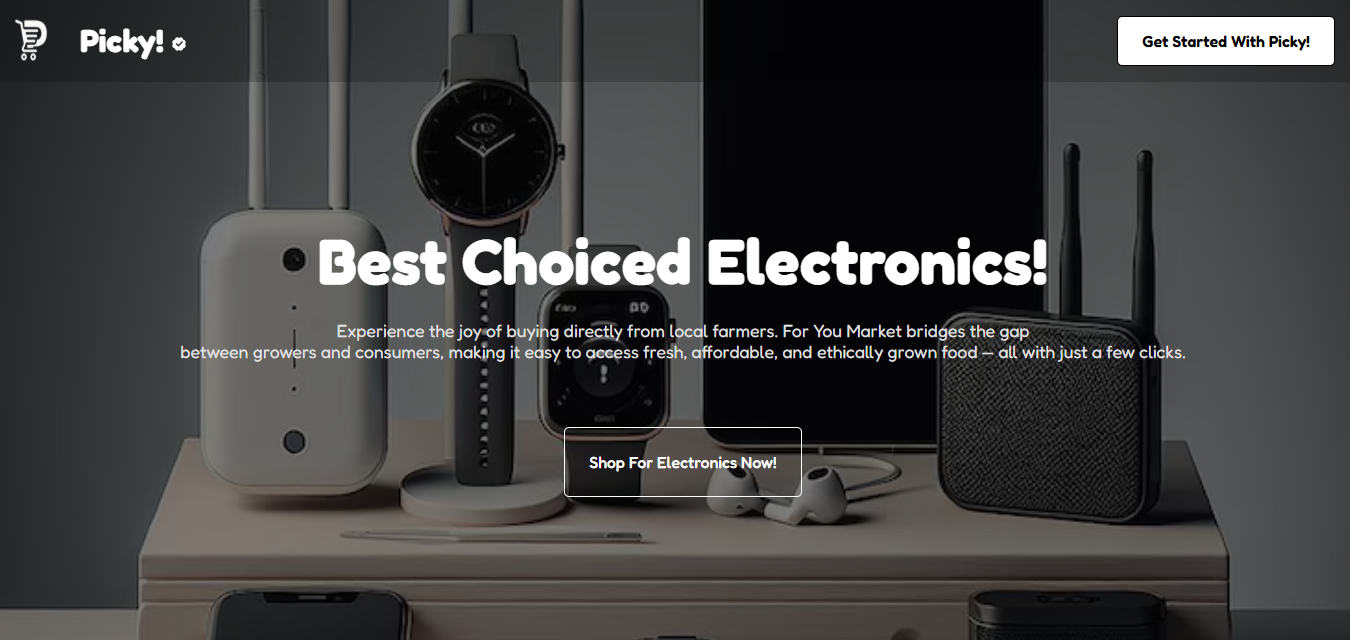 Picky!
Get Started With Picky!
Best Choiced Electronics!
Experience the joy of buying directly from local farmers. For You Market bridges the gap
between growers and consumers, making it easy to access fresh, affordable, and ethically grown food — all with just a few clicks.
Shop For Electronics Now!